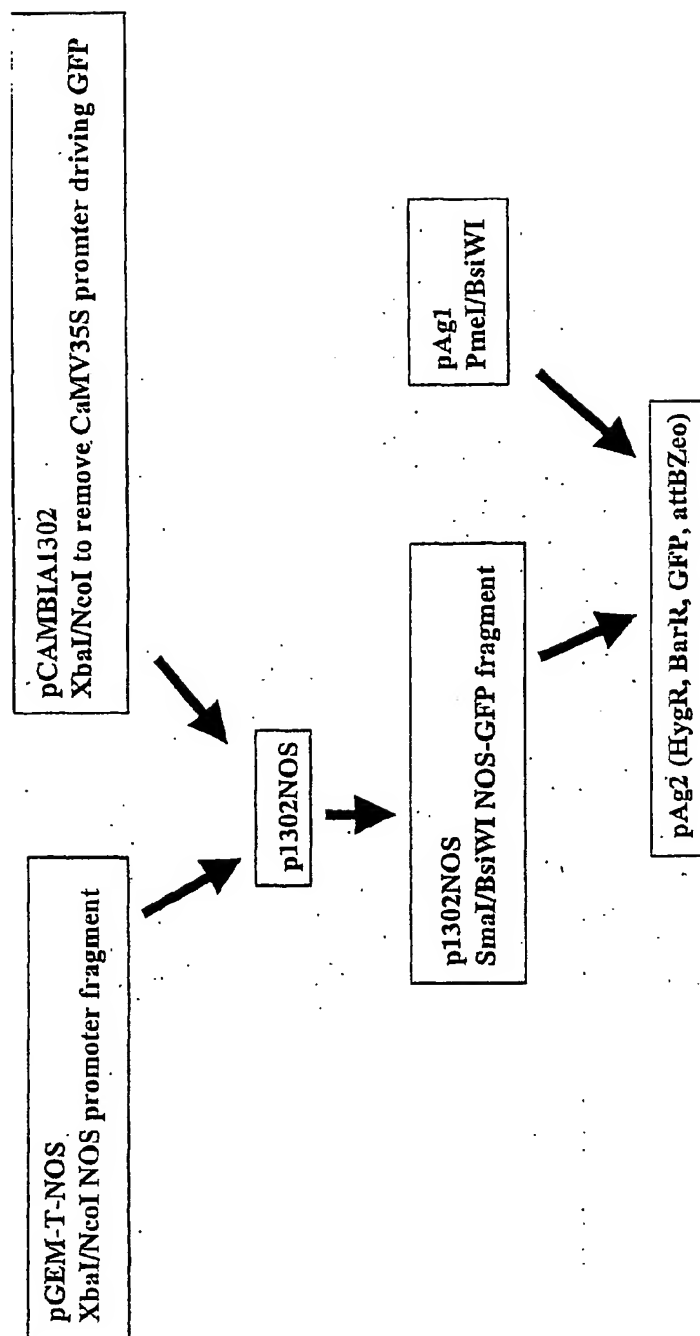 pGEM-T-NOS
XbaI/NcoI NOS promoter fragment
pCAMBIA1302
XbaI/NcoI to remove CaMV35S promter driving GFP
p1302NOS
p1302NOS
SmaI/BsiWI NOS-GFP fragment
pAg1
PmeI/BsiWI
pAg2 (HygR, BarR, GFP, attBZeo)